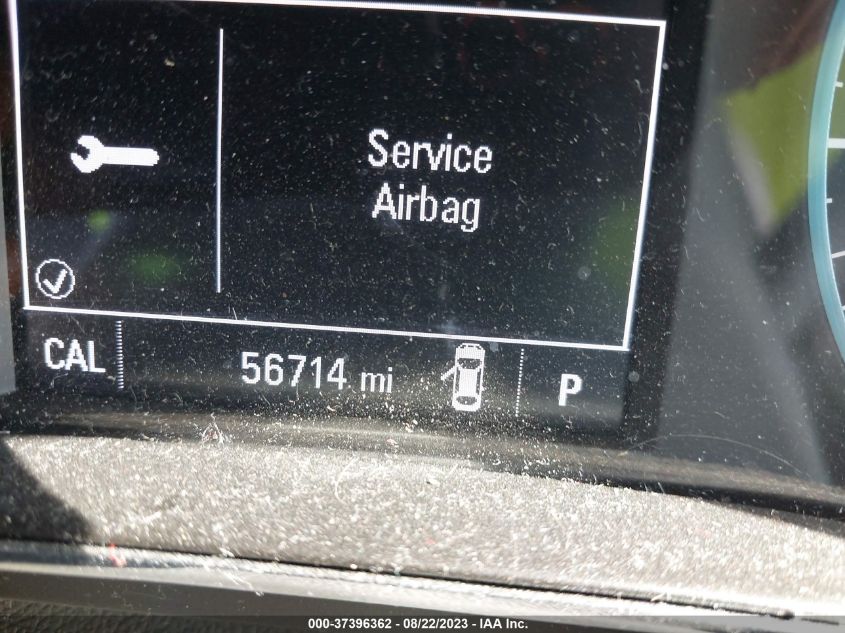 Service
Airbag
CAL 56714 mi P
000-37396362 - 08/22/2023 - IAA Inc.